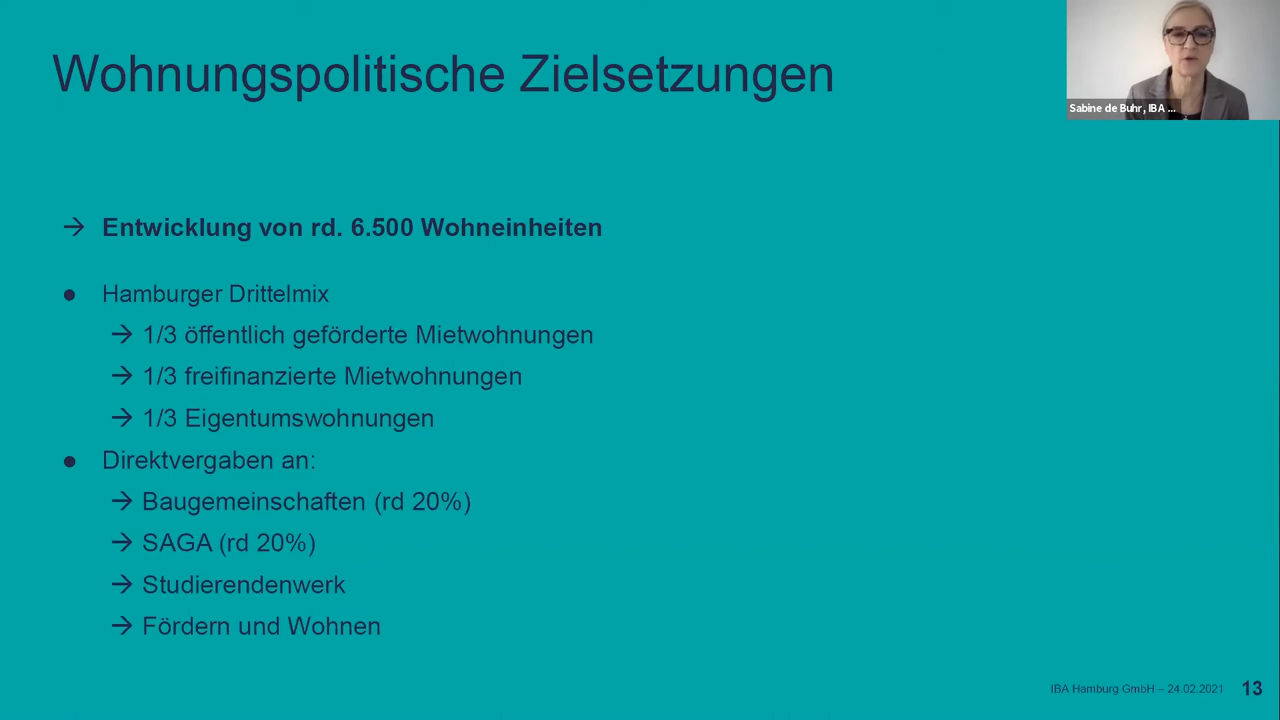 Wohnungspolitische Zielsetzungen
Sabine de Buhr, IBA ...
→ Entwicklung von rd. 6.500 Wohneinheiten
● Hamburger Drittelmix
→ 1/3 öffentlich geförderte Mietwohnungen
→ 1/3 freifinanzierte Mietwohnungen
→ 1/3 Eigentumswohnungen
● Direktvergaben an:
→ Baugemeinschaften (rd 20%)
→ SAGA (rd 20%)
→ Studierendenwerk
→ Fördern und Wohnen
IBA Hamburg GmbH – 24.02.2021 13